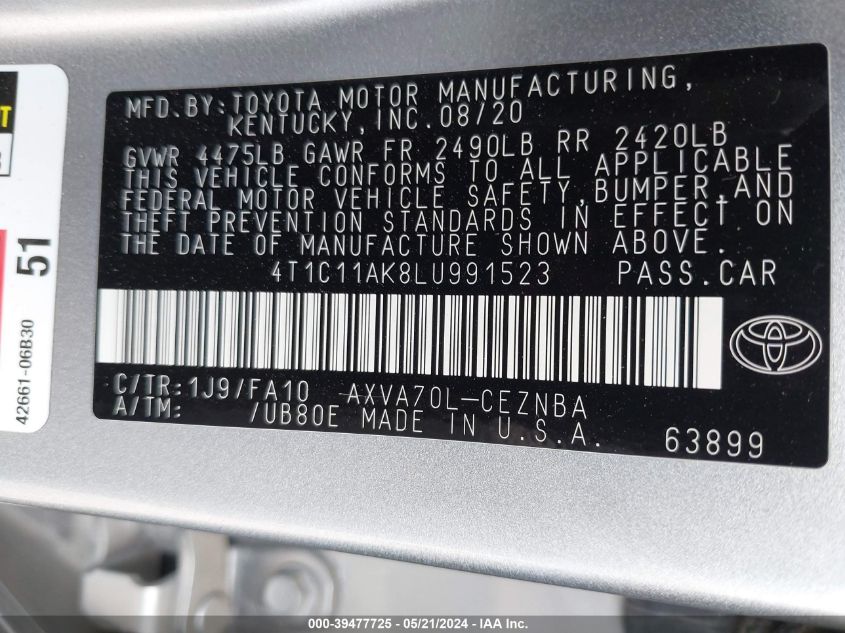 MFD.BY:TOYOTA MOTOR MANUFACTURING,
KENTUCKY,INC.08/20
GVWR 4475LB GAWR FR 2490LB RR 2420LB
THIS VEHICLE CONFORMS TO ALL APPLICABLE
FEDERAL MOTOR VEHICLE SAFETY,BUMPER,AND
THEFT PREVENTION STANDARDS IN EFFECT ON
THE DATE OF MANUFACTURE SHOWN ABOVE.
4T1C11AK8LU991523 PASS.CAR
C/TR:1J9/FA10 AXVA70L-CEZNBA
A/TM: /UB80E MADE IN U.S.A.
63899
51
42661-06B30
000-39477725 - 05/21/2024 - IAA Inc.